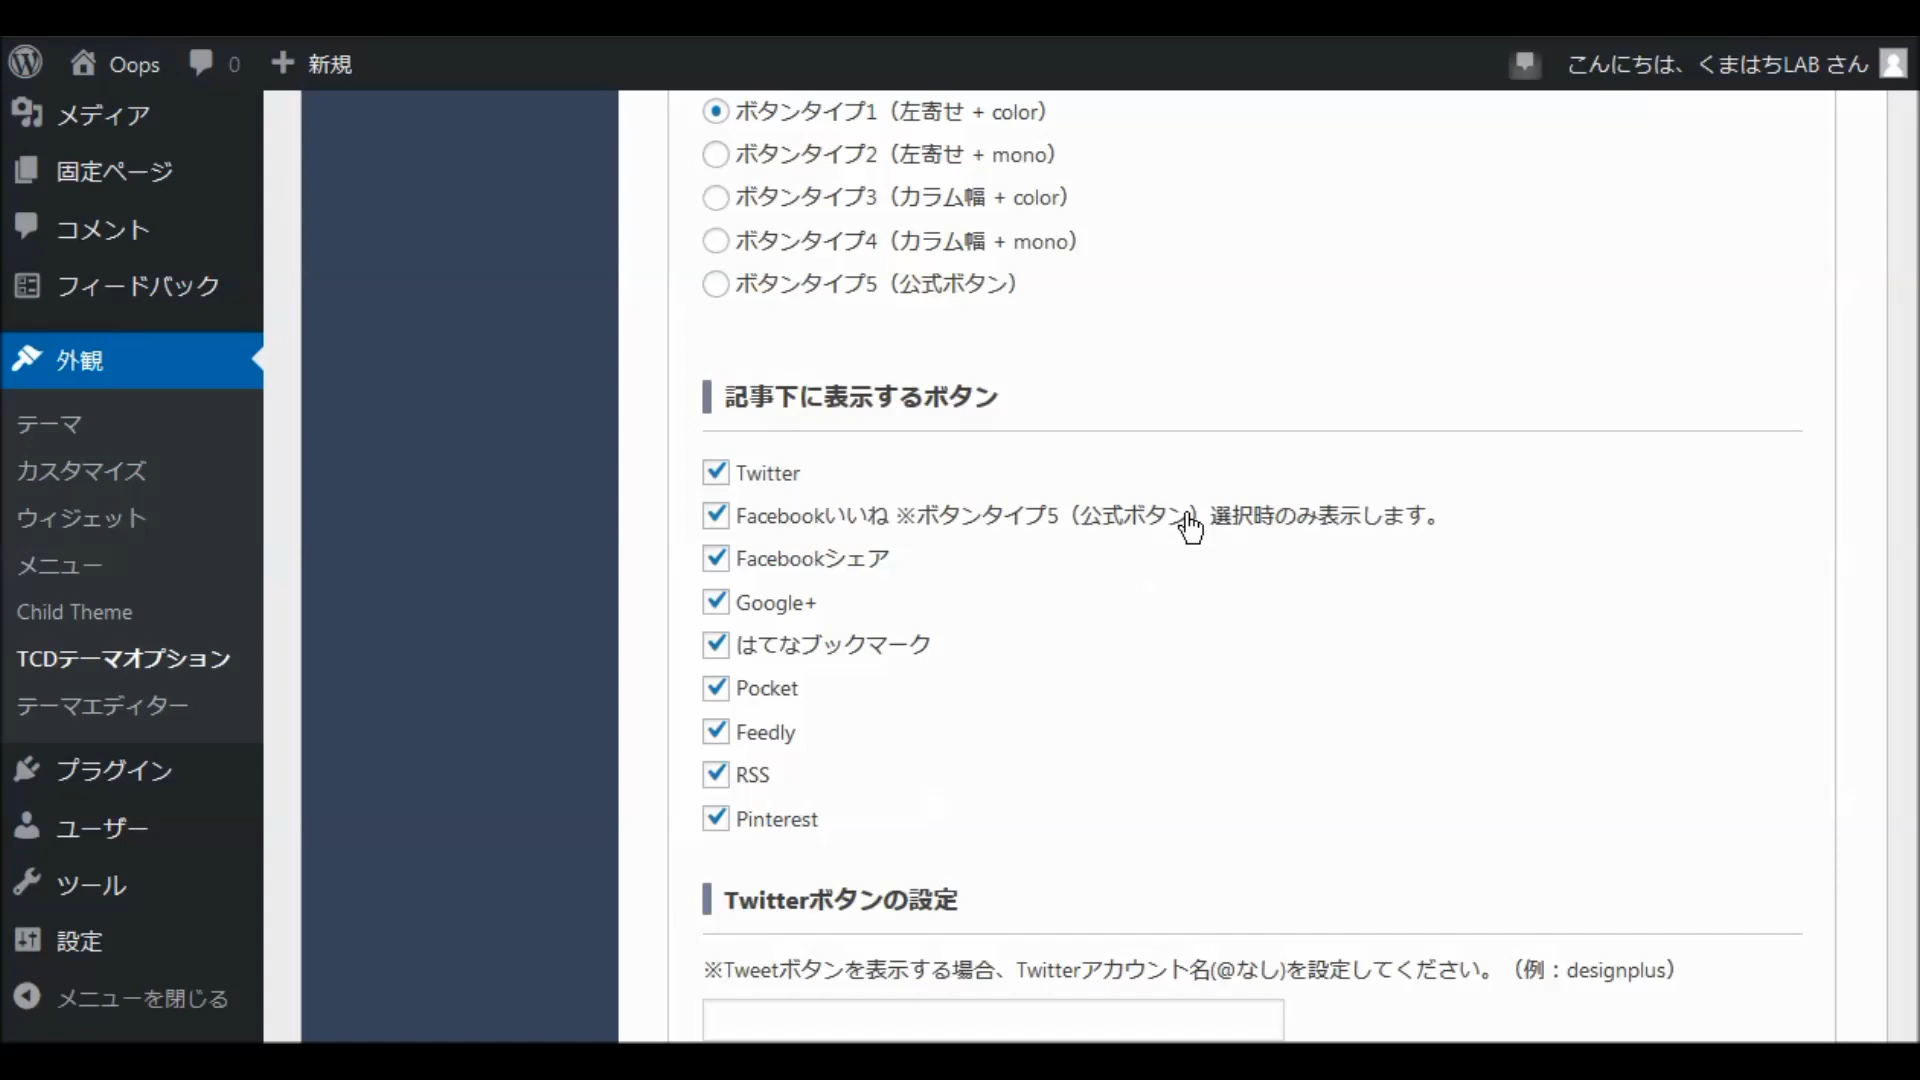 Oops 0 新規
こんにちは、くまはちLAB さん
メディア
固定ページ
コメント
フィードバック
外観
テーマ
カスタマイズ
ウィジェット
メニュー
Child Theme
TCDテーマオプション
テーマエディター
プラグイン
ユーザー
ツール
設定
メニューを閉じる
ボタンタイプ1（左寄せ + color）
ボタンタイプ2（左寄せ + mono）
ボタンタイプ3（カラム幅 + color）
ボタンタイプ4（カラム幅 + mono）
ボタンタイプ5（公式ボタン）
記事下に表示するボタン
Twitter
Facebookいいね ※ボタンタイプ5（公式ボタン）選択時のみ表示します。
Facebookシェア
Google+
はてなブックマーク
Pocket
Feedly
RSS
Pinterest
Twitterボタンの設定
※Tweetボタンを表示する場合、Twitterアカウント名(@なし)を設定してください。（例：designplus）